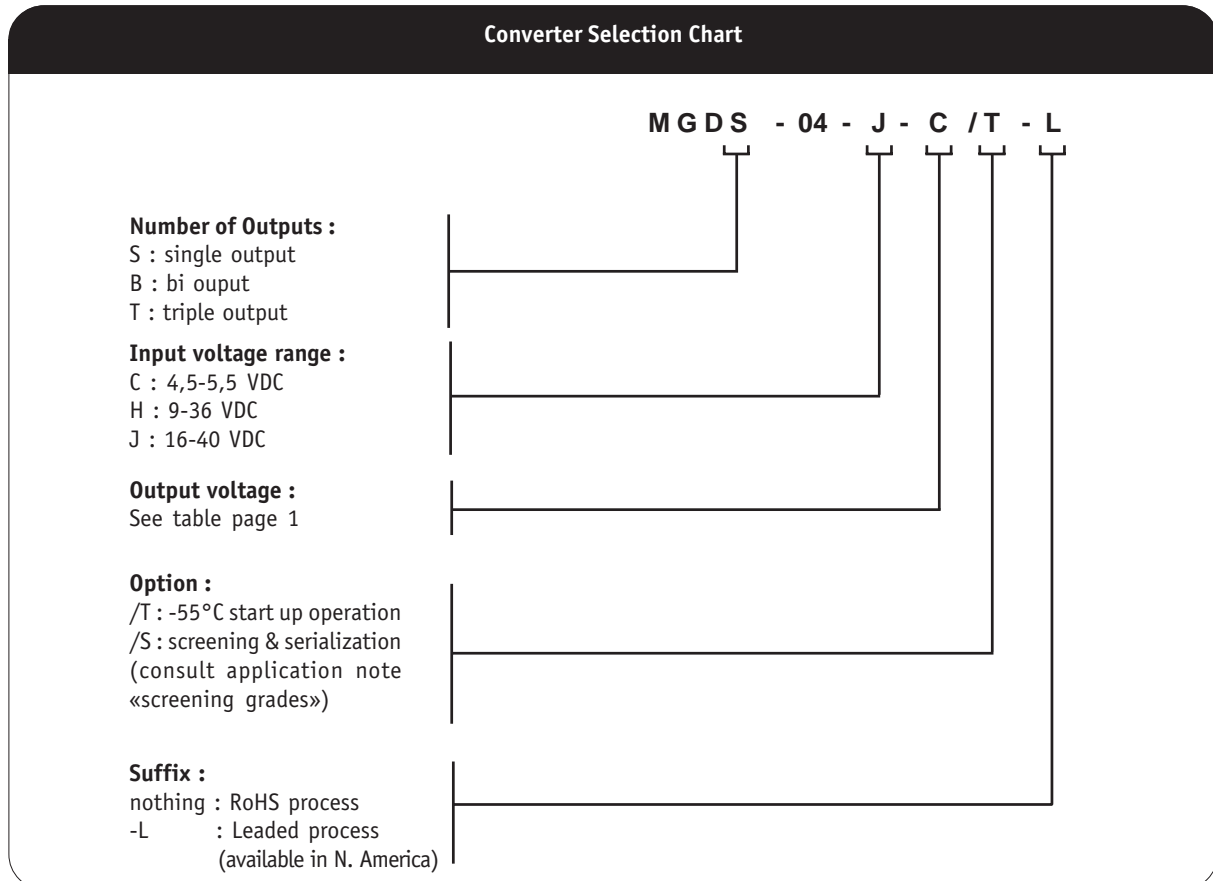 Converter Selection Chart
MGDS - 04 - J - C /T - L
Number of Outputs :
S : single output
B : bi ouput
T : triple output
Input voltage range :
C : 4,5-5,5 VDC
H : 9-36 VDC
J : 16-40 VDC
Output voltage :
See table page 1
Option :
/T : -55°C start up operation
/S : screening & serialization
(consult application note
«screening grades»)
Suffix :
nothing : RoHS process
-L : Leaded process
(available in N. America)